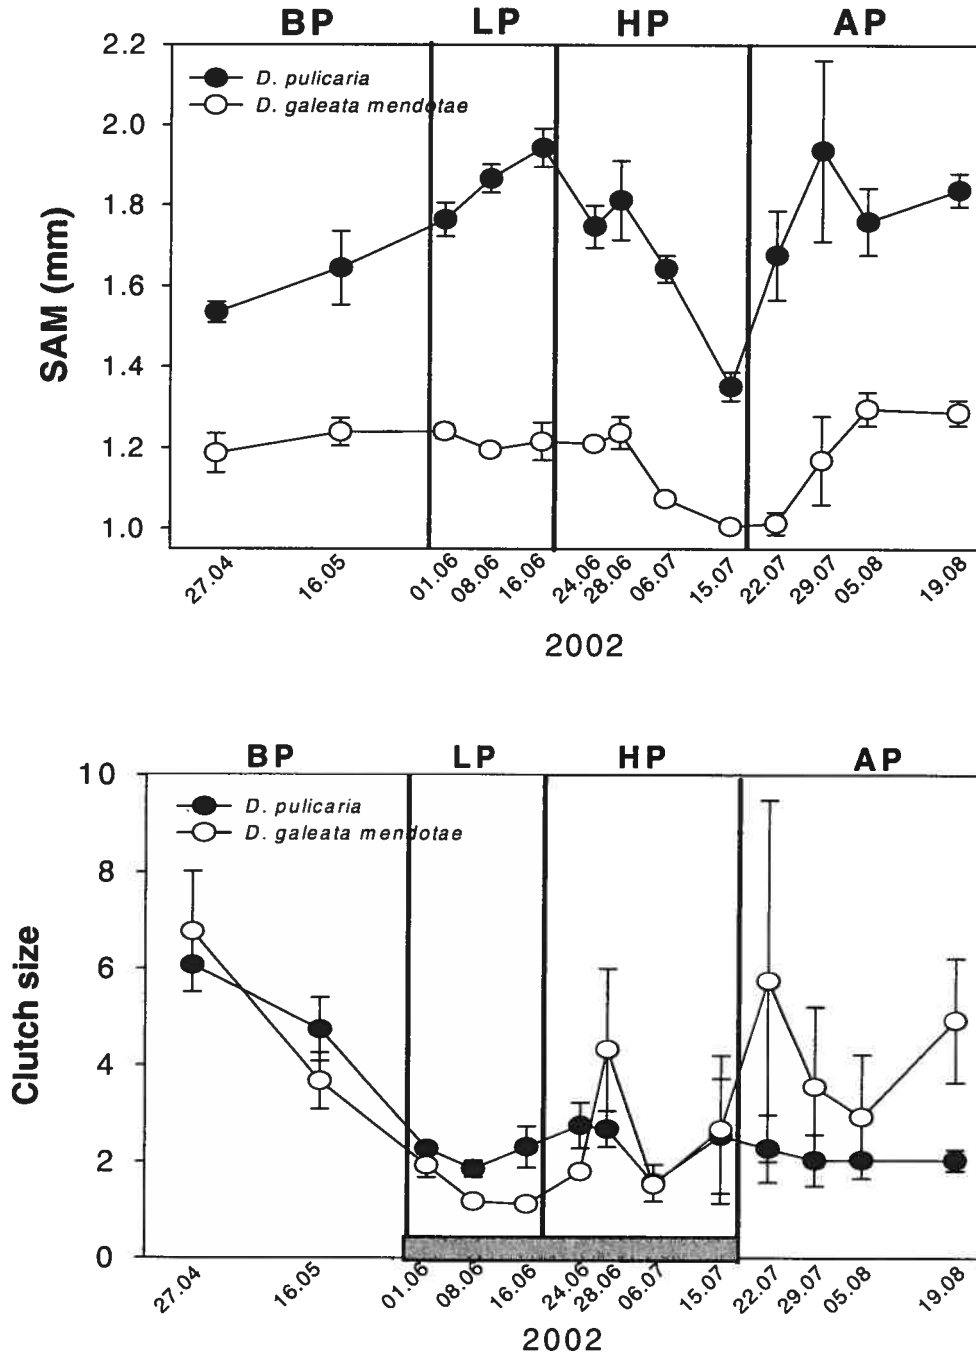 BP LP HP AP
2.2
2.0
1.8
1.6
1.4
1.2
1.0
SAM (mm)
D. pulicaria
D. galeata mendotae
27.04 16.05 01.06 08.06 16.06 24.06 28.06 06.07 15.07 22.07 29.07 05.08 19.08
2002
BP LP HP AP
10
8
6
4
2
0
Clutch size
D. pulicaria
D. galeata mendotae
27.04 16.05 01.06 08.06 16.06 24.06 28.06 06.07 15.07 22.07 29.07 05.08 19.08
2002